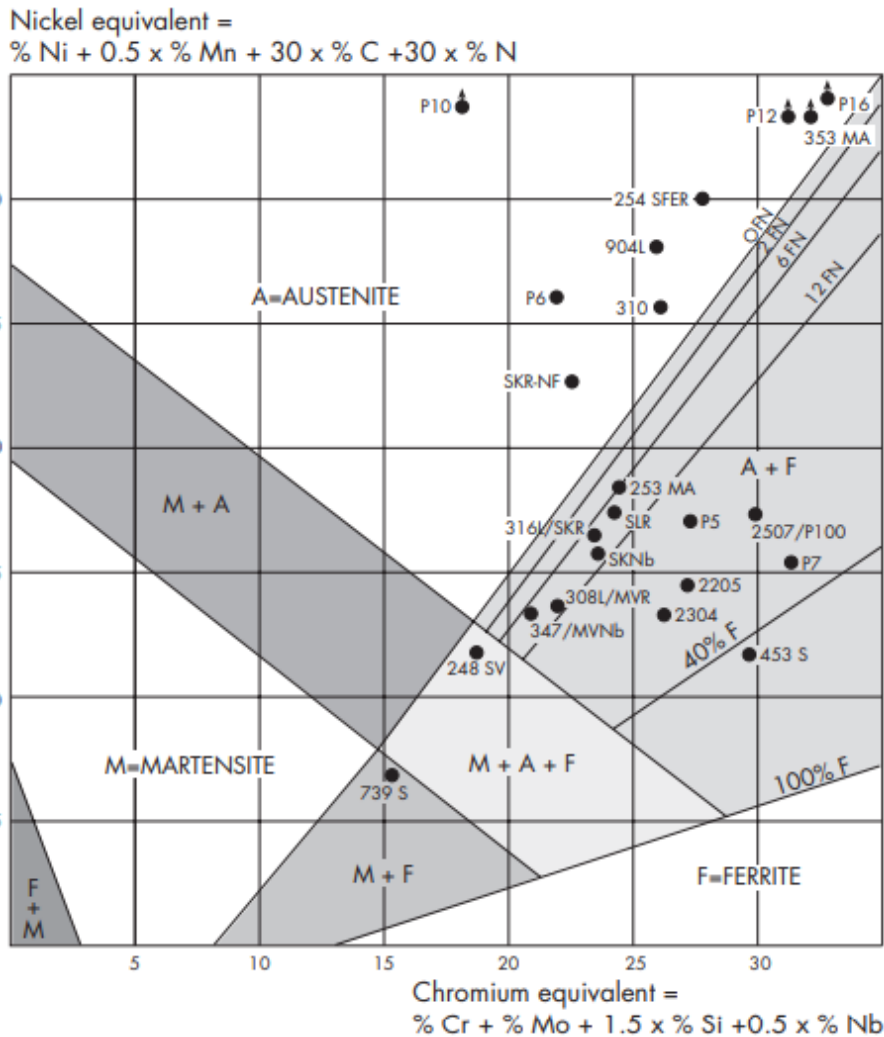 Nickel equivalent =
% Ni + 0.5 x % Mn + 30 x % C +30 x % N
P10
P12
P16
353 MA
254 SFER
0 FN
2 FN
6 FN
12 FN
904L
A=AUSTENITE
P6
310
SKR-NF
A + F
253 MA
M + A
SLR
P5
2507/P100
316L/SKR
SKNb
P7
2205
308L/MVR
2304
347/MVNb
40% F
248 SV
453 S
M=MARTENSITE
M + A + F
739 S
100% F
M + F
F=FERRITE
F
+
M
5 10 15 20 25 30
Chromium equivalent =
% Cr + % Mo + 1.5 x % Si +0.5 x % Nb